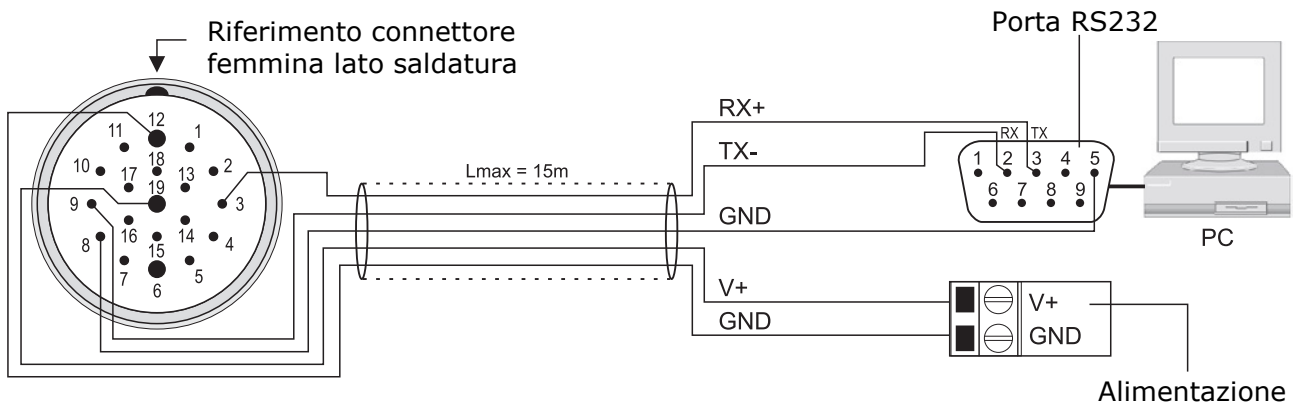 Riferimento connettore
femmina lato saldatura
Porta RS232
12
11
1
10
18
2
17
13
19
9
3
8
16
14
4
15
7
5
6
Lmax = 15m
RX+
TX-
GND
V+
GND
RX TX
1 2 3 4 5
6 7 8 9
PC
V+
GND
Alimentazione